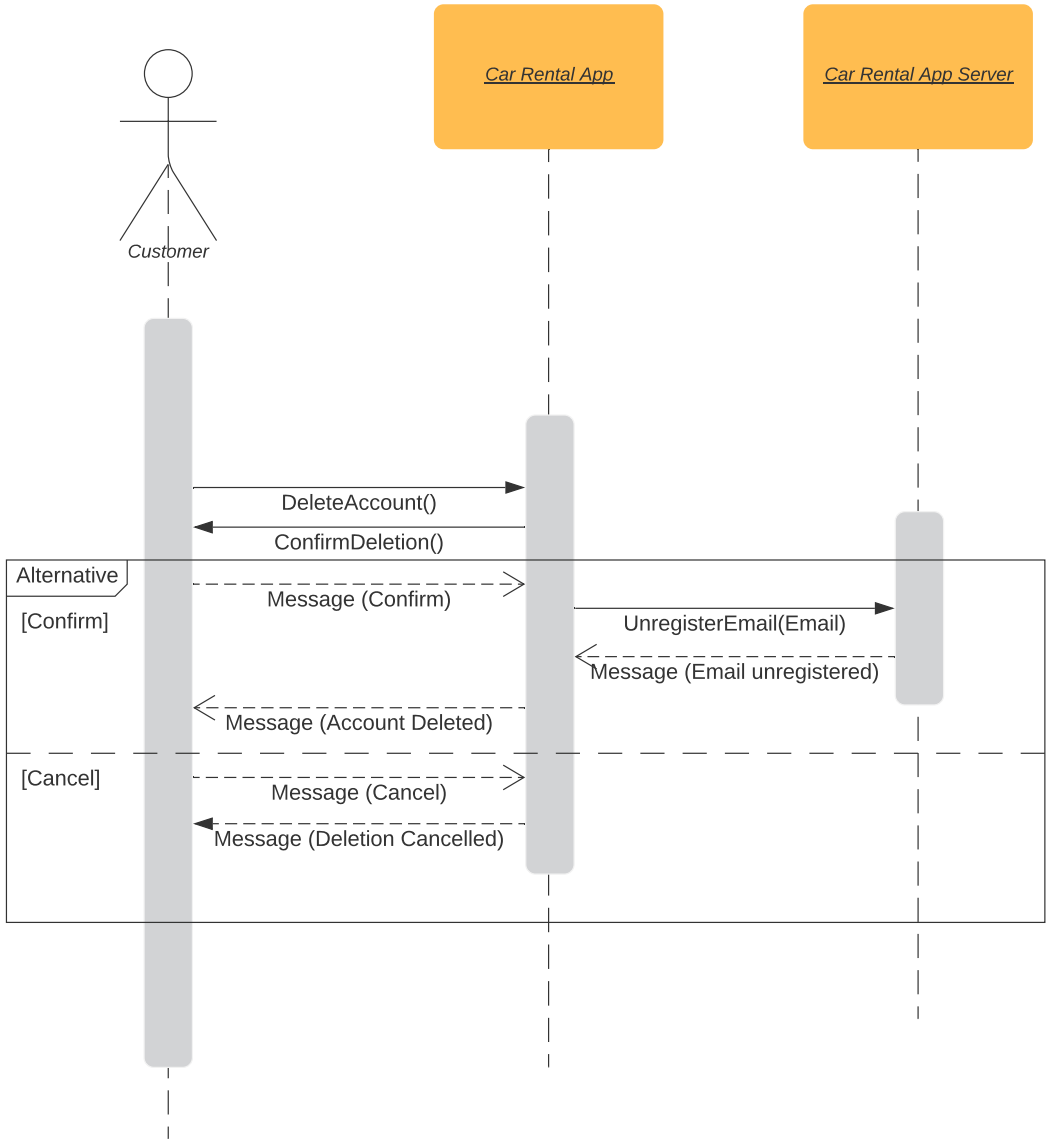 Car Rental App
Car Rental App Server
Customer
DeleteAccount()
ConfirmDeletion()
Alternative
Message (Confirm)
[Confirm]
UnregisterEmail(Email)
Message (Email unregistered)
Message (Account Deleted)
[Cancel]
Message (Cancel)
Message (Deletion Cancelled)